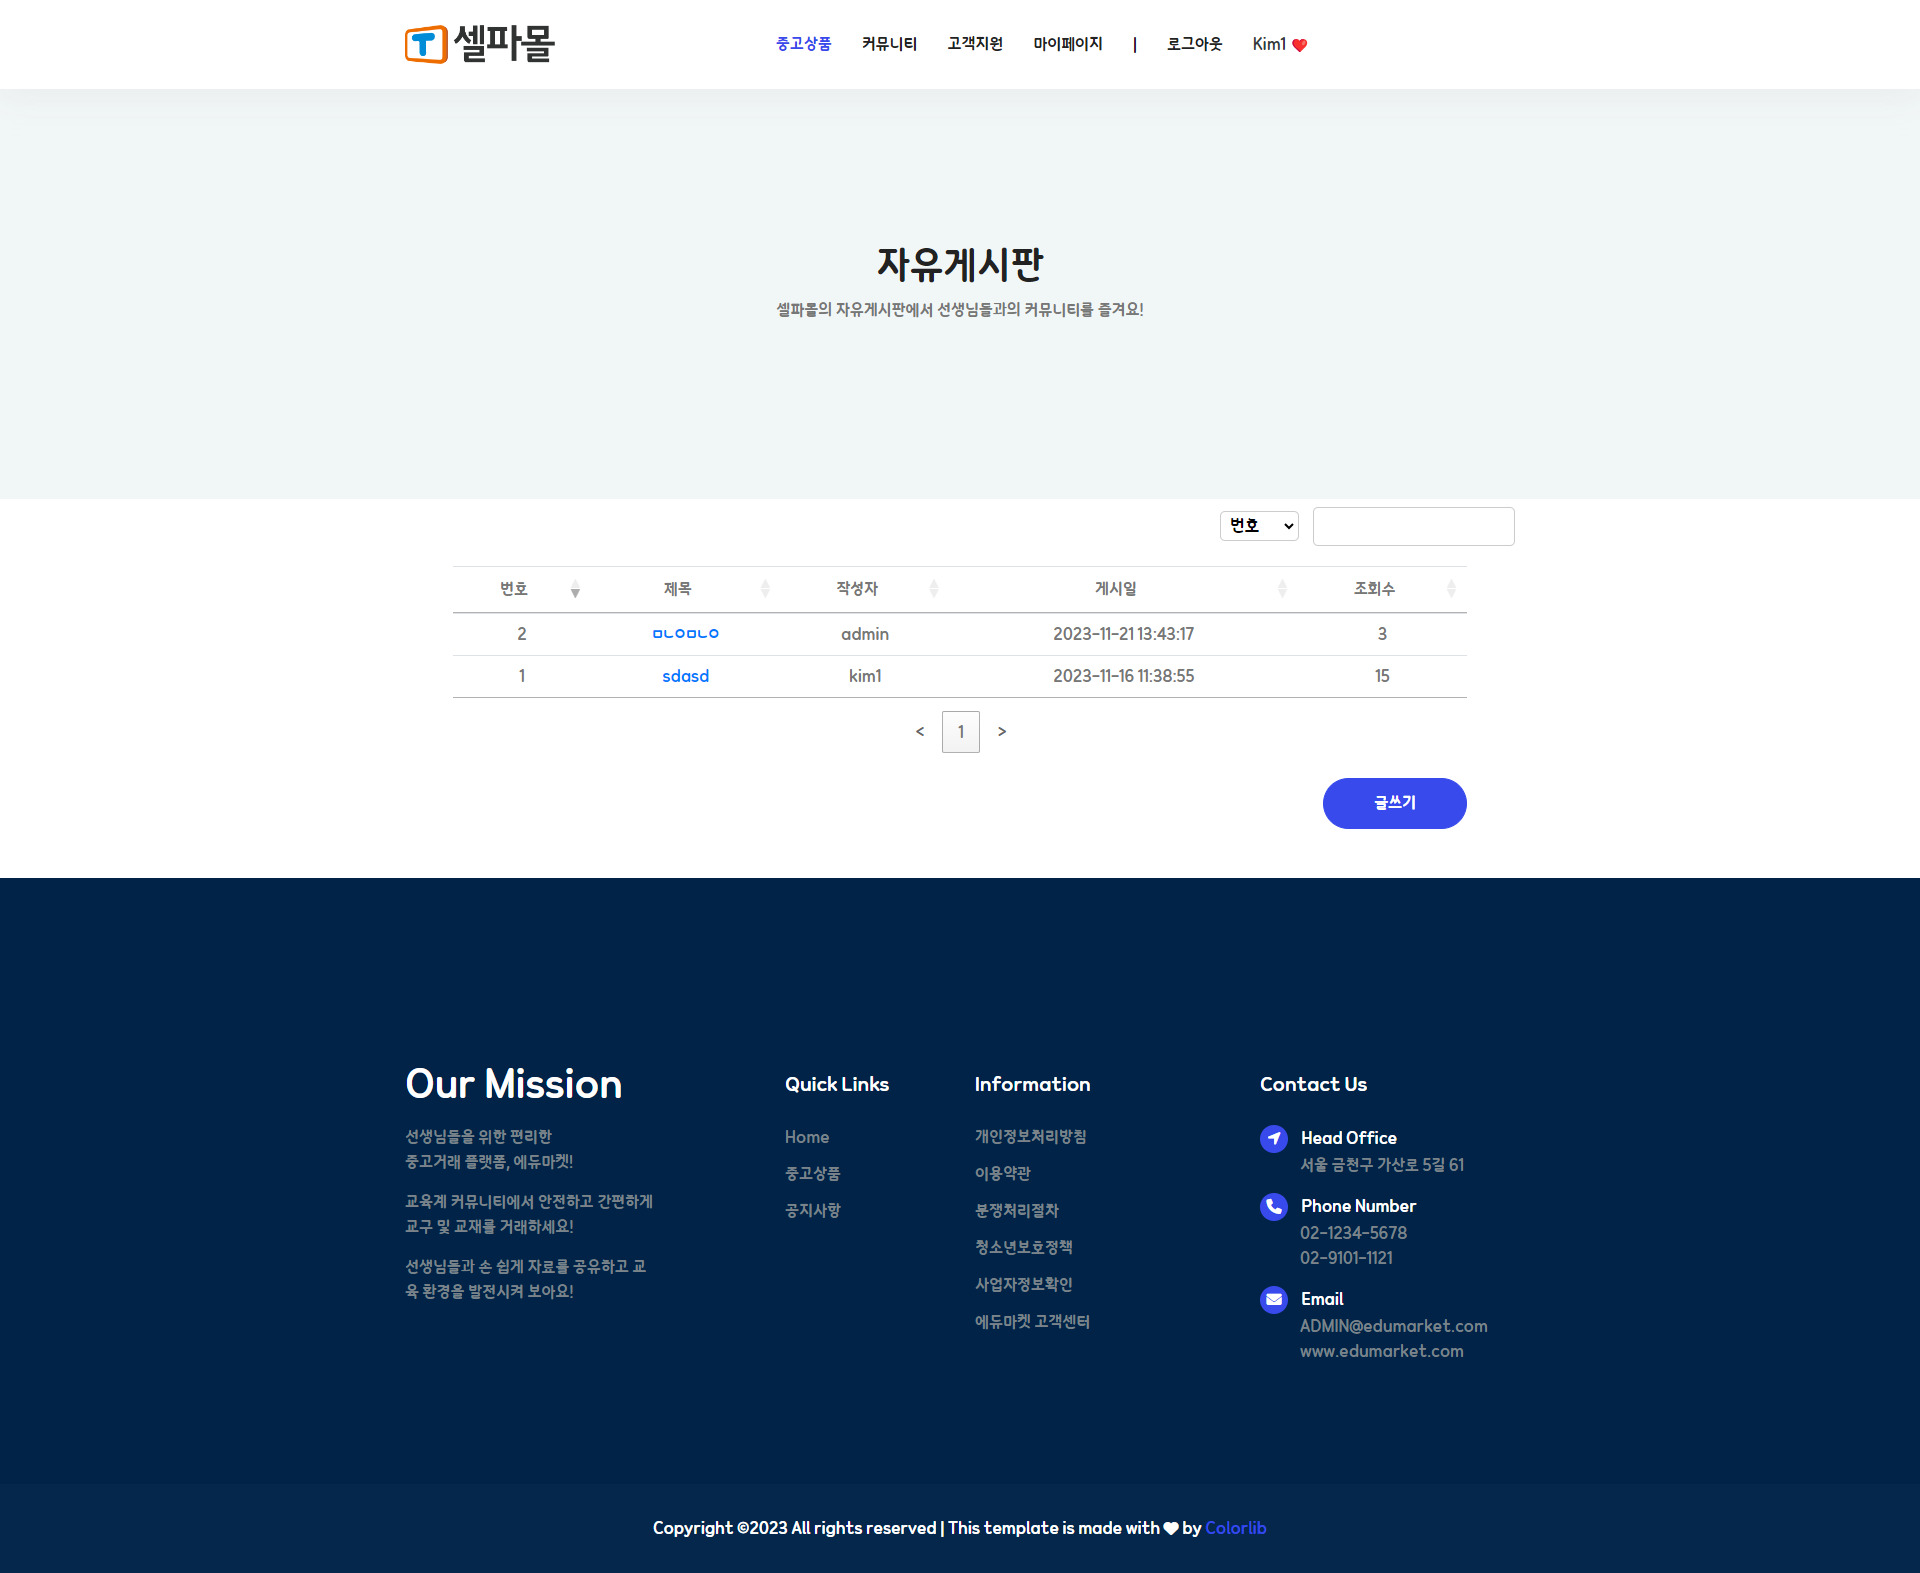 셀파몰
중고상품 커뮤니티 고객지원 마이페이지 | 로그아웃 Kim1 ❤️
자유게시판
셀파몰의 자유게시판에서 선생님들과의 커뮤니티를 즐겨요!
번호
번호 제목 작성자 게시일 조회수
2 ㅁㄴㅇㅁㄴㅇ admin 2023-11-21 13:43:17 3
1 sdasd kim1 2023-11-16 11:38:55 15
< 1 >
글쓰기
Our Mission
선생님들을 위한 편리한
중고거래 플랫폼, 에듀마켓!
교육계 커뮤니티에서 안전하고 간편하게
교구 및 교재를 거래하세요!
선생님들과 손 쉽게 자료를 공유하고 교
육 환경을 발전시켜 보아요!
Quick Links
Home
중고상품
공지사항
Information
개인정보처리방침
이용약관
분쟁처리절차
청소년보호정책
사업자정보확인
에듀마켓 고객센터
Contact Us
Head Office
서울 금천구 가산로 5길 61
Phone Number
02-1234-5678
02-9101-1121
Email
ADMIN@edumarket.com
www.edumarket.com
Copyright ©2023 All rights reserved | This template is made with ♥ by Colorlib